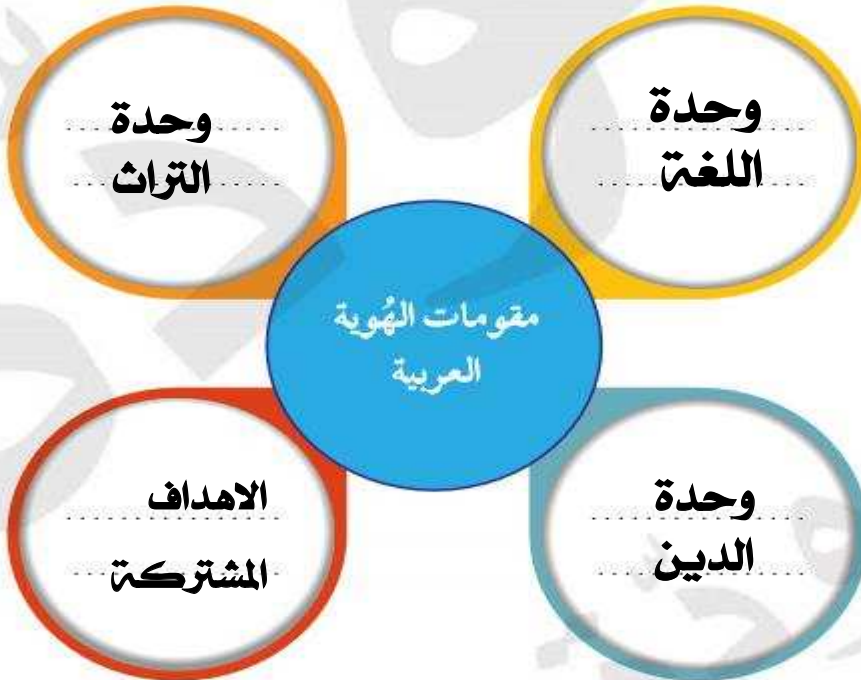 وحدة
اللغة
وحدة
التراث
مقومات الهُوية
العربية
وحدة
الدين
الاهداف
المشتركة